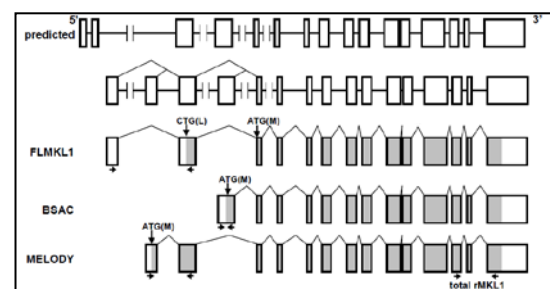 5' 3'
predicted
CTG(L) ATG(M)
FLMKL1
ATG(M)
BSAC
ATG(M)
MELODY
total rMKL1